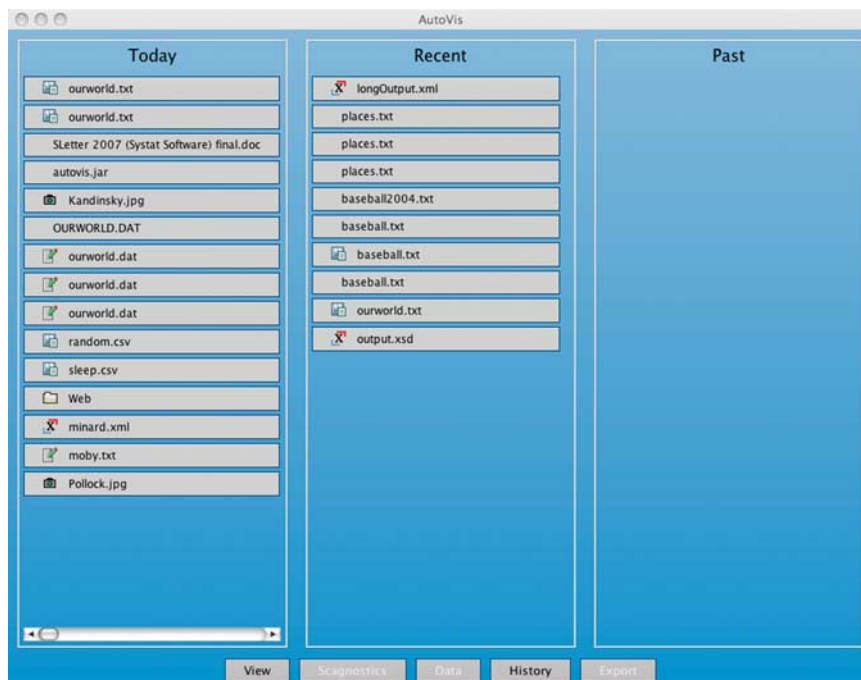 AutoVis
Today
ourworld.txt
ourworld.txt
SLetter 2007 (Systat Software) final.doc
autovis.jar
Kandinsky.jpg
OURWORLD.DAT
ourworld.dat
ourworld.dat
ourworld.dat
random.csv
sleep.csv
Web
minard.xml
moby.txt
Pollock.jpg
Recent
longOutput.xml
places.txt
places.txt
places.txt
baseball2004.txt
baseball.txt
baseball.txt
baseball.txt
ourworld.txt
output.xsd
Past
View Scagnostics Data History Export